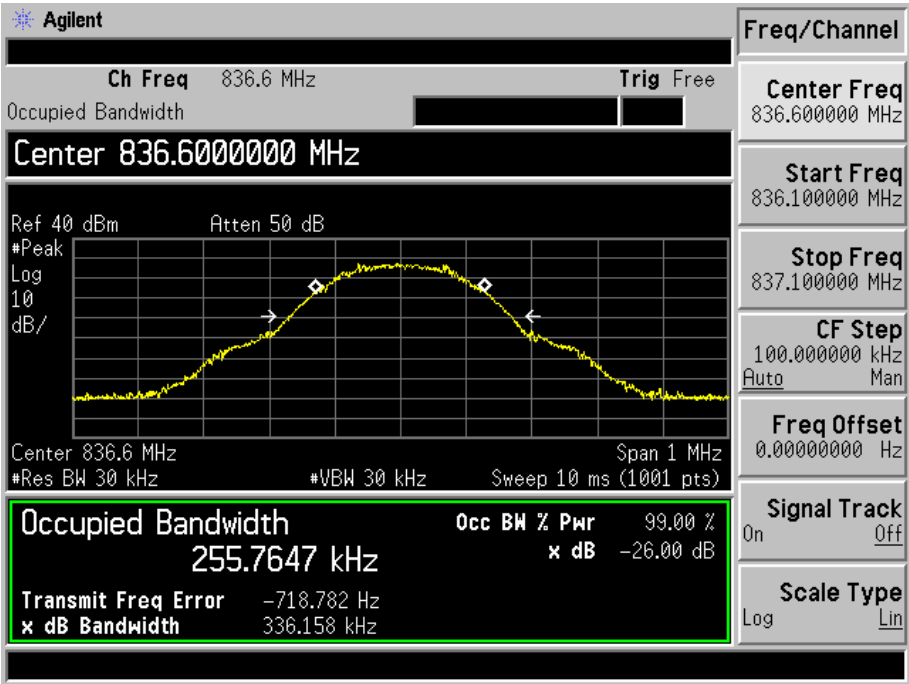 Agilent
Freq/Channel
Ch Freq 836.6 MHz Trig Free
Occupied Bandwidth
Center 836.6000000 MHz
Ref 40 dBm Atten 50 dB
#Peak
Log
10
dB/
Center 836.6 MHz Span 1 MHz
#Res BW 30 kHz #VBW 30 kHz Sweep 10 ms (1001 pts)
Occupied Bandwidth Occ BW % Pwr 99.00 %
255.7647 kHz x dB -26.00 dB
Transmit Freq Error -718.782 Hz
x dB Bandwidth 336.158 kHz
Center Freq
836.600000 MHz
Start Freq
836.100000 MHz
Stop Freq
837.100000 MHz
CF Step
100.000000 kHz
Auto Man
Freq Offset
0.00000000 Hz
Signal Track
On Off
Scale Type
Log Lin